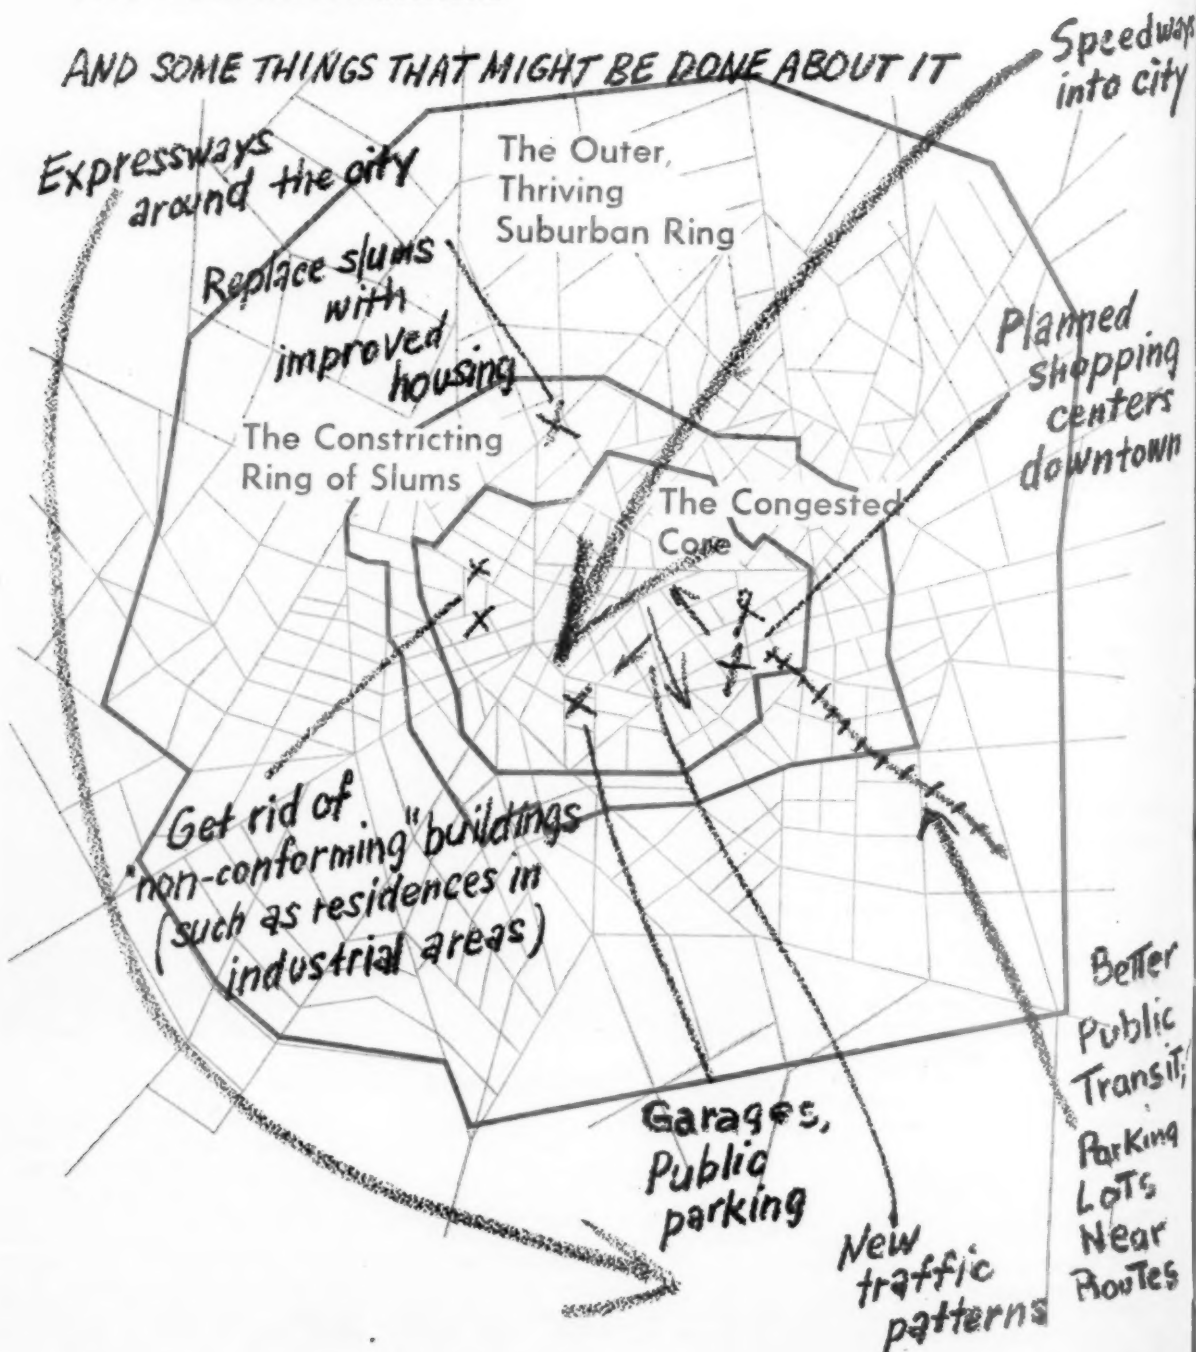 AND SOME THINGS THAT MIGHT BE DONE ABOUT IT
Speedways
into city
Expressways
around the city
The Outer,
Thriving
Suburban Ring
Replace slums
with
improved
housing
Planned
shopping
centers
downtown
The Constricting
Ring of Slums
The Congested
Core
Get rid of
"non-conforming" buildings
(such as residences in
industrial areas)
Garages,
Public
parking
New
traffic
patterns
Better
Public
Transit;
Parking
Lots
Near
Routes